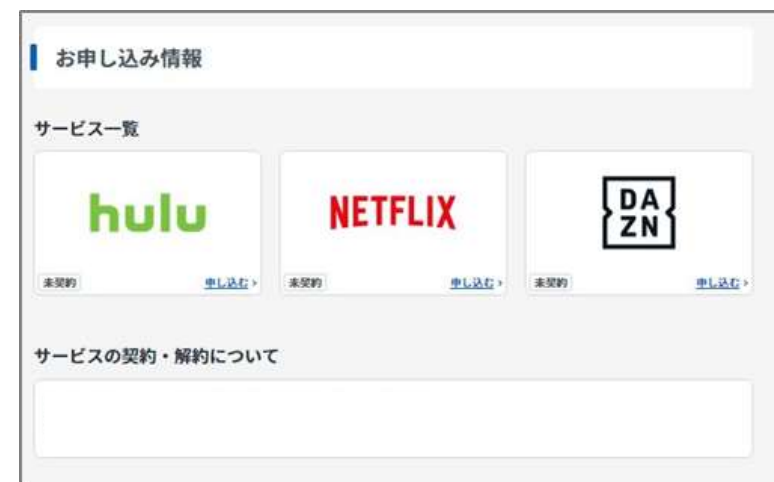 お申し込み情報
サービス一覧
hulu
NETFLIX
DA
ZN
未契約 申し込む›
未契約 申し込む›
未契約 申し込む›
サービスの契約・解約について